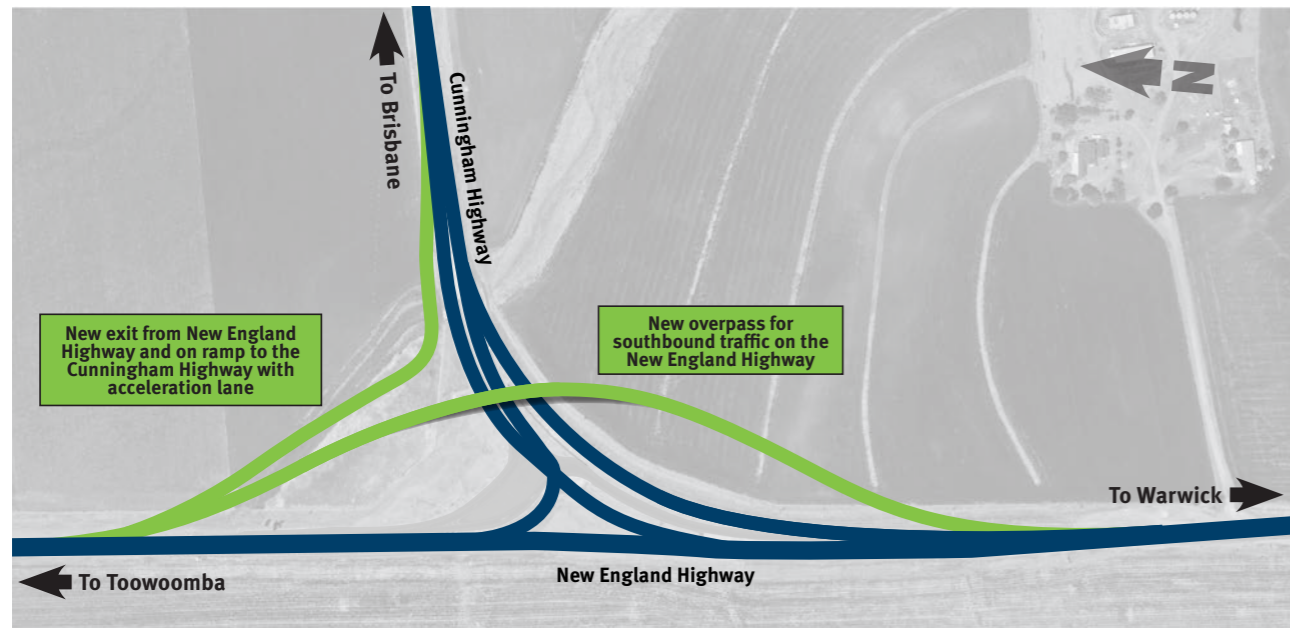 To Brisbane
Cunningham Highway
N
New exit from New England
Highway and on ramp to the
Cunningham Highway with
acceleration lane
New overpass for
southbound traffic on the
New England Highway
To Warwick
To Toowoomba
New England Highway